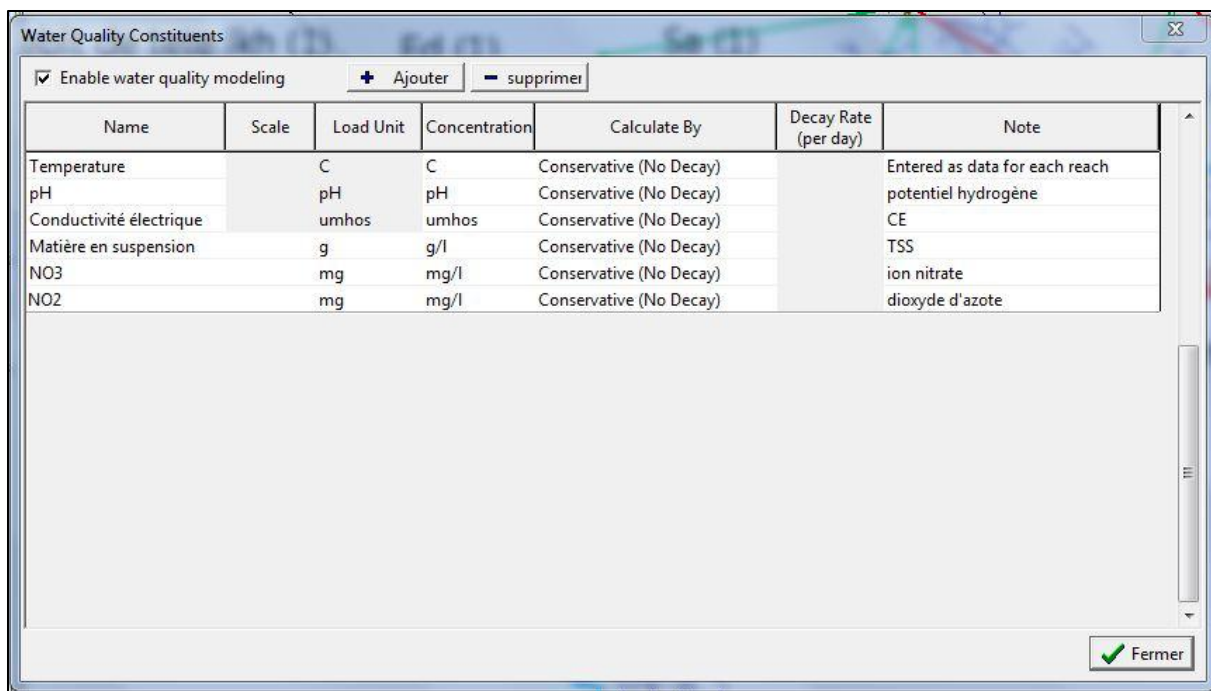 Water Quality Constituents
Enable water quality modeling + Ajouter − supprimer
Name Scale Load Unit Concentration Calculate By Decay Rate (per day) Note
Temperature C C Conservative (No Decay) Entered as data for each reach
pH pH pH Conservative (No Decay) potentiel hydrogène
Conductivité électrique umhos umhos Conservative (No Decay) CE
Matière en suspension g g/l Conservative (No Decay) TSS
NO3 mg mg/l Conservative (No Decay) ion nitrate
NO2 mg mg/l Conservative (No Decay) dioxyde d'azote
Fermer